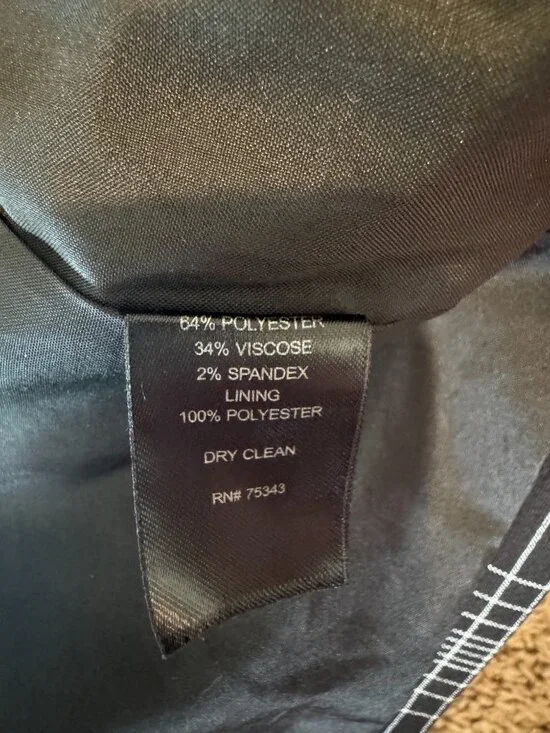 64% POLYESTER
34% VISCOSE
2% SPANDEX
LINING
100% POLYESTER
DRY CLEAN
RN# 75343